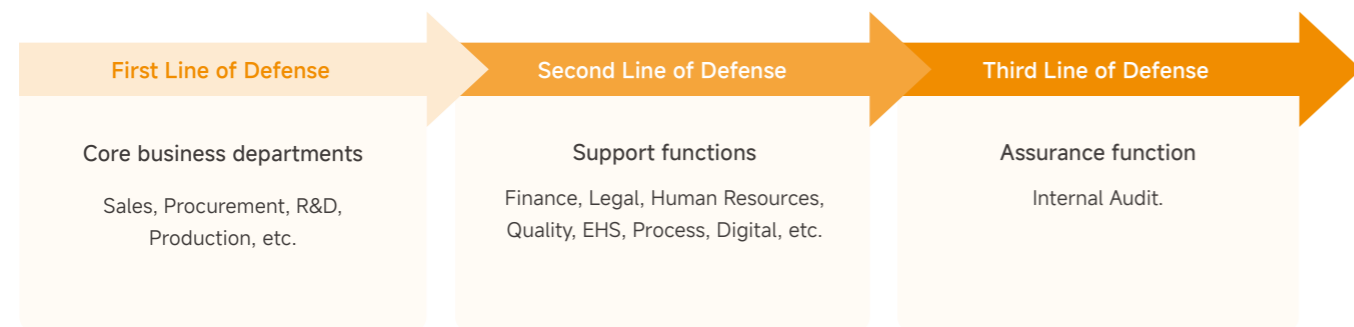 First Line of Defense
Core business departments
Sales, Procurement, R&D,
Production, etc.
Second Line of Defense
Support functions
Finance, Legal, Human Resources,
Quality, EHS, Process, Digital, etc.
Third Line of Defense
Assurance function
Internal Audit.